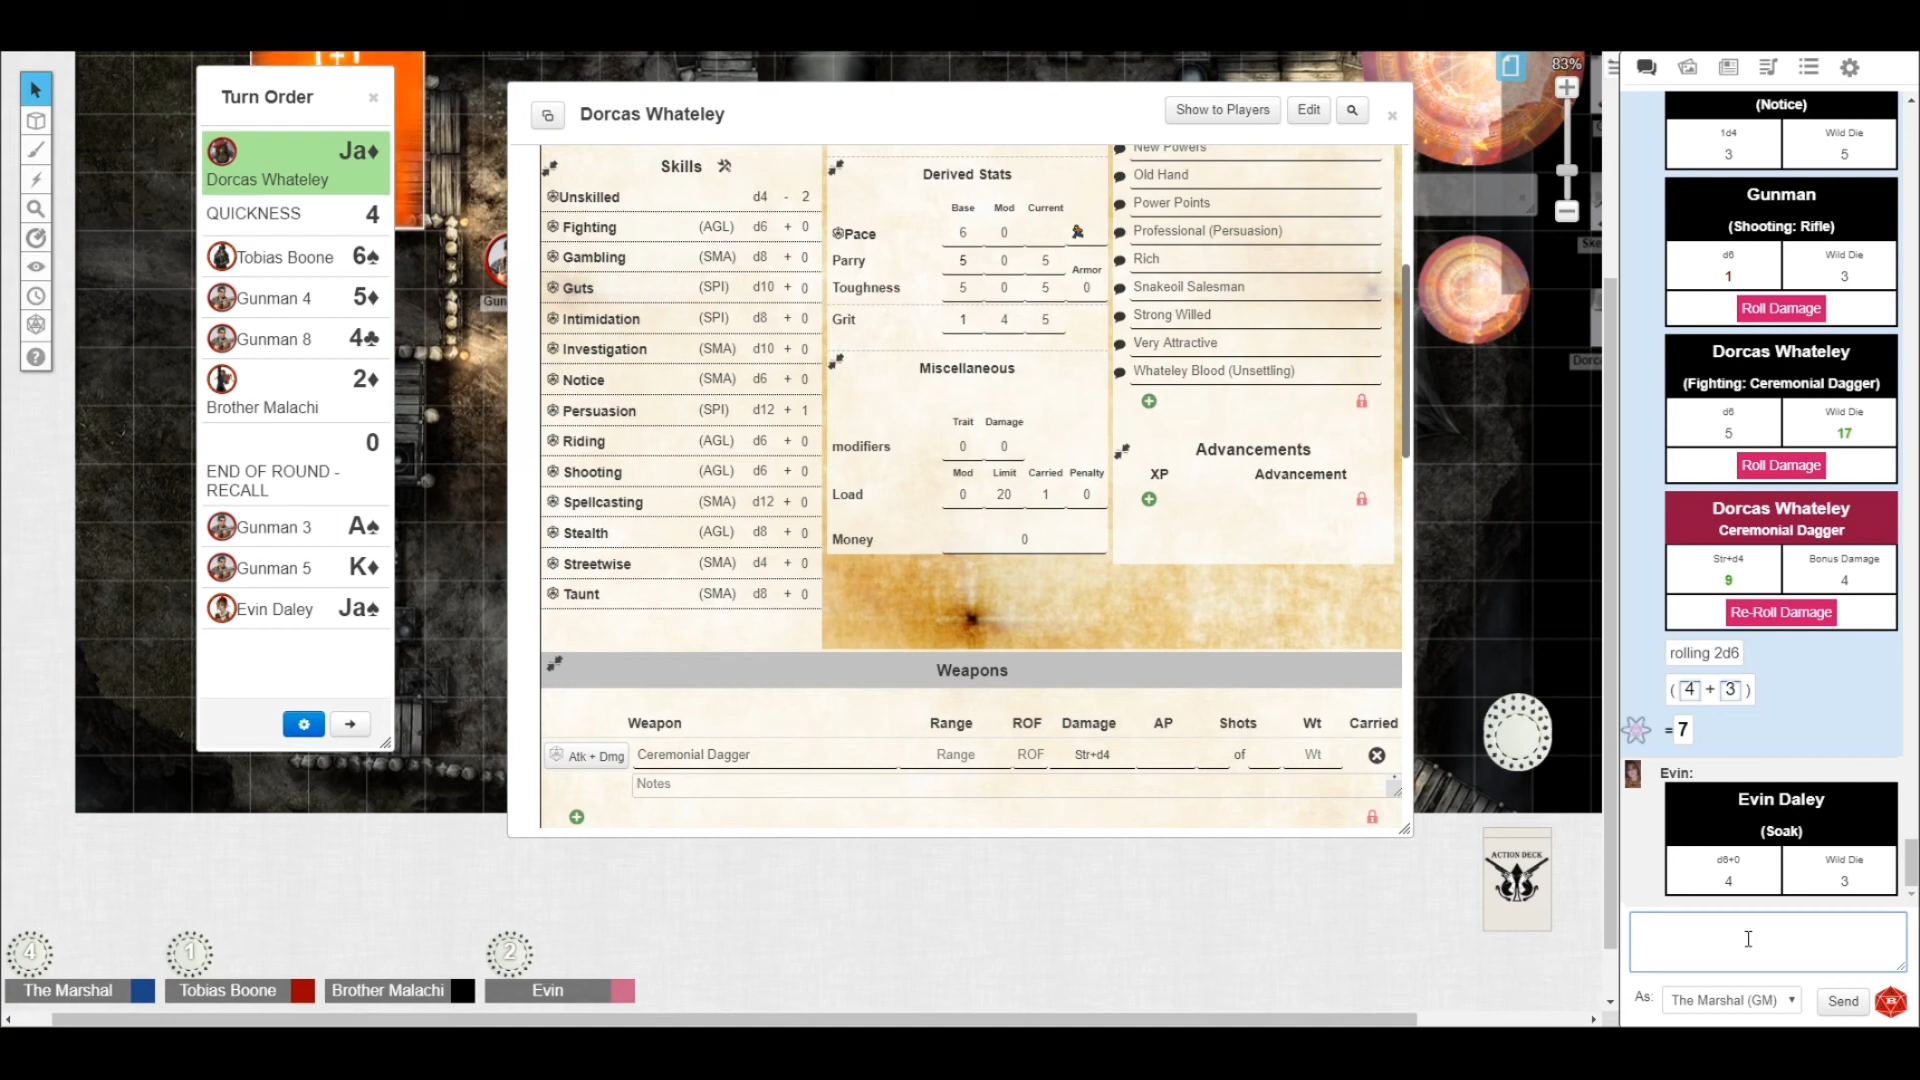 Turn Order
Dorcas Whateley
Ja♦
QUICKNESS 4
Tobias Boone 6♠
Gunman 4 5♦
Gunman 8 4♣
Brother Malachi 2♦
0
END OF ROUND -
RECALL
Gunman 3 A♠
Gunman 5 K♦
Evin Daley Ja♠
Gun
Dorcas Whateley
Show to Players
Edit
Skills
Unskilled d4 - 2
Fighting (AGL) d6 + 0
Gambling (SMA) d8 + 0
Guts (SPI) d10 + 0
Intimidation (SPI) d8 + 0
Investigation (SMA) d10 + 0
Notice (SMA) d6 + 0
Persuasion (SPI) d12 + 1
Riding (AGL) d6 + 0
Shooting (AGL) d6 + 0
Spellcasting (SMA) d12 + 0
Stealth (AGL) d8 + 0
Streetwise (SMA) d4 + 0
Taunt (SMA) d8 + 0
Derived Stats
Base Mod Current
Pace 6 0
Parry 5 0 5
Armor
Toughness 5 0 5 0
Grit 1 4 5
Miscellaneous
Trait Damage
modifiers 0 0
Mod Limit Carried Penalty
Load 0 20 1 0
Money 0
New Powers
Old Hand
Power Points
Professional (Persuasion)
Rich
Snakeoil Salesman
Strong Willed
Very Attractive
Whateley Blood (Unsettling)
Advancements
XP Advancement
Weapons
Weapon Range ROF Damage AP Shots Wt Carried
Atk + Dmg Ceremonial Dagger Range ROF Str+d4 of Wt
Notes
83%
Ske
Dorc
ACTION DECK
4
1
2
The Marshal
Tobias Boone
Brother Malachi
Evin
(Notice)
1d4 Wild Die
3 5
Gunman
(Shooting: Rifle)
d6 Wild Die
1 3
Roll Damage
Dorcas Whateley
(Fighting: Ceremonial Dagger)
d6 Wild Die
5 17
Roll Damage
Dorcas Whateley
Ceremonial Dagger
Str+d4 Bonus Damage
9 4
Re-Roll Damage
rolling 2d6
( 4 + 3 )
=7
Evin:
Evin Daley
(Soak)
d6+0 Wild Die
4 3
As: The Marshal (GM)
Send